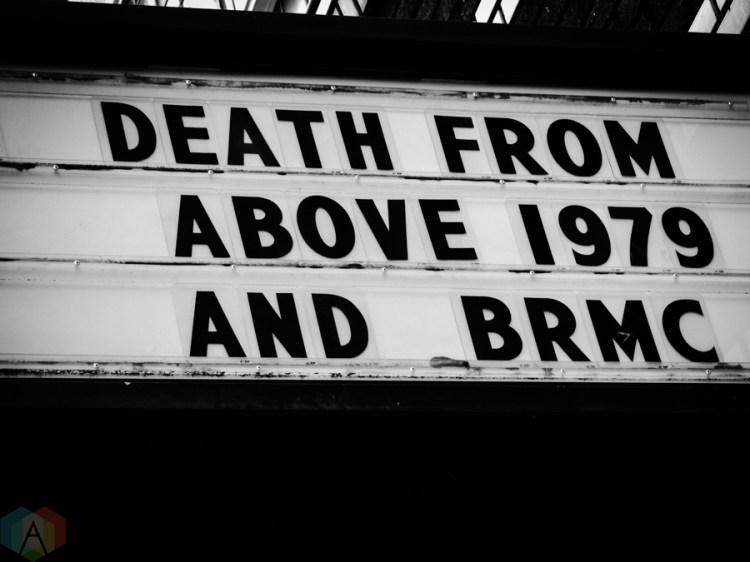 DEATH FROM
ABOVE 1979
AND BRMC
A